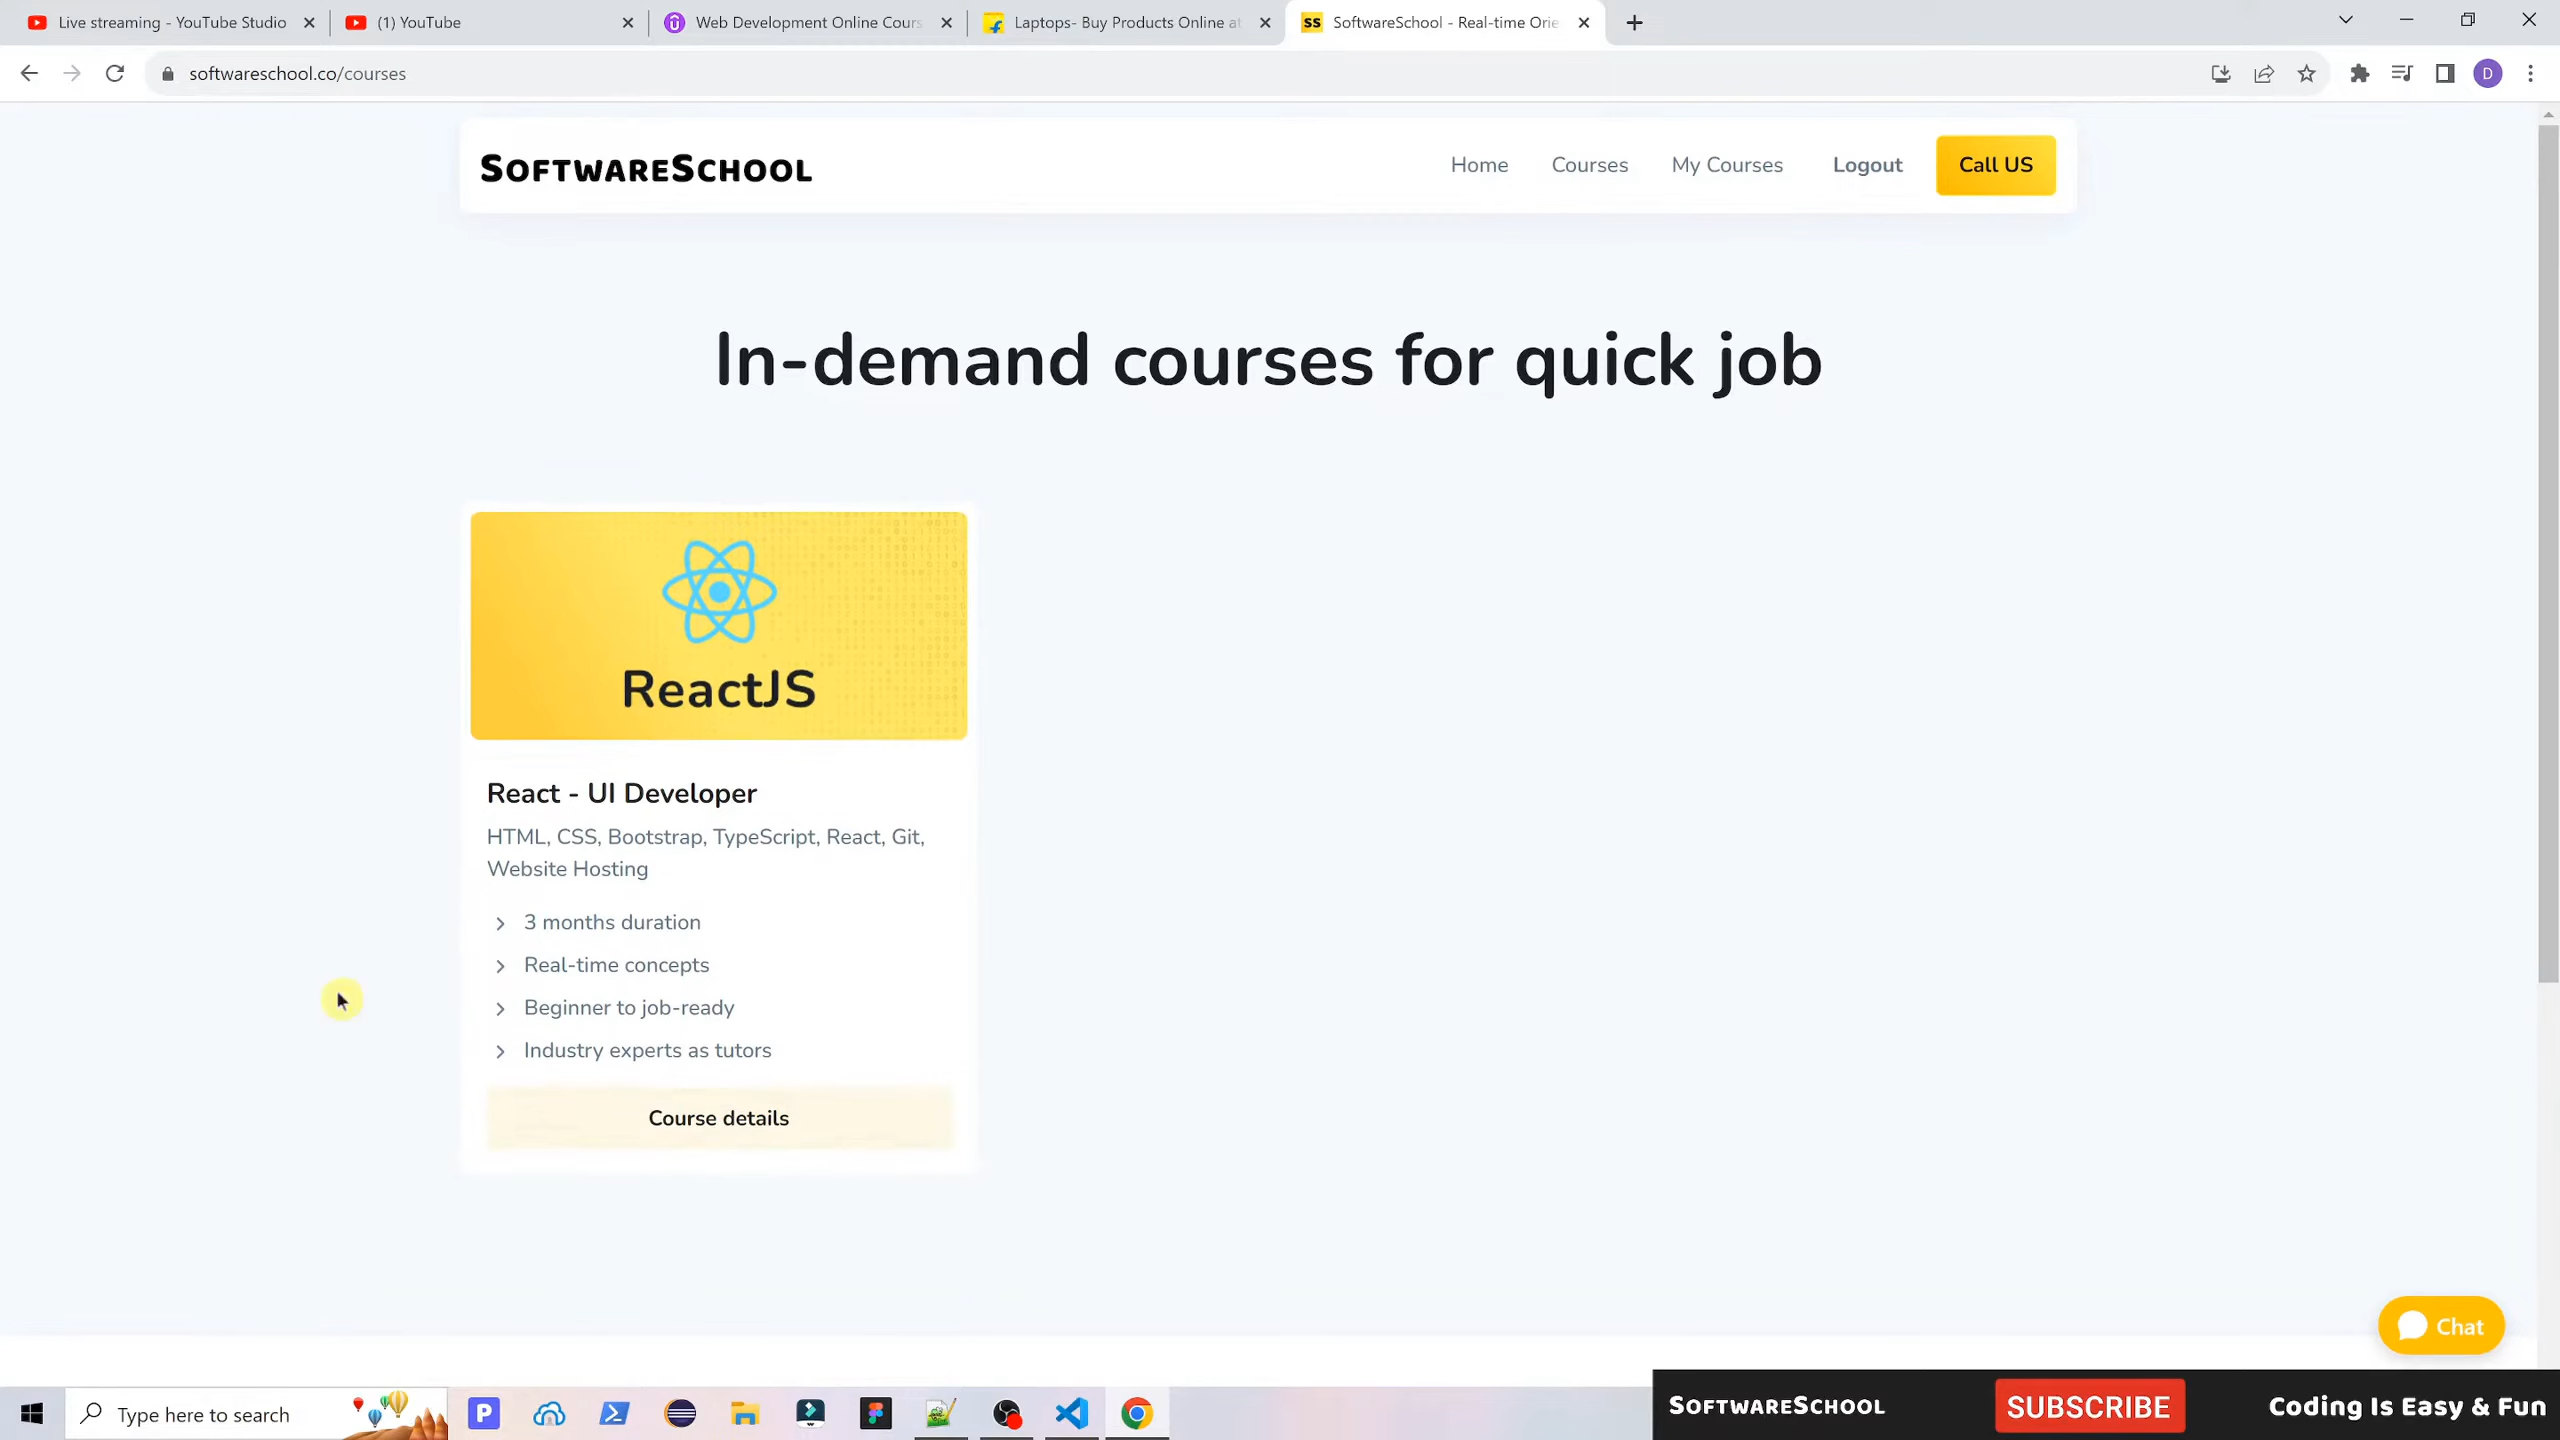 Live streaming - YouTube Studio
(1) YouTube
Web Development Online Cours
Laptops- Buy Products Online at
SS
SoftwareSchool - Real-time Orie
softwareschool.co/courses
D
SOFTWARESCHOOL
Home
Courses
My Courses
Logout
Call US
In-demand courses for quick job
ReactJS
React - UI Developer
HTML, CSS, Bootstrap, TypeScript, React, Git,
Website Hosting
3 months duration
Real-time concepts
Beginner to job-ready
Industry experts as tutors
Course details
Chat
Type here to search
P
SOFTWARESCHOOL
SUBSCRIBE
Coding Is Easy & Fun